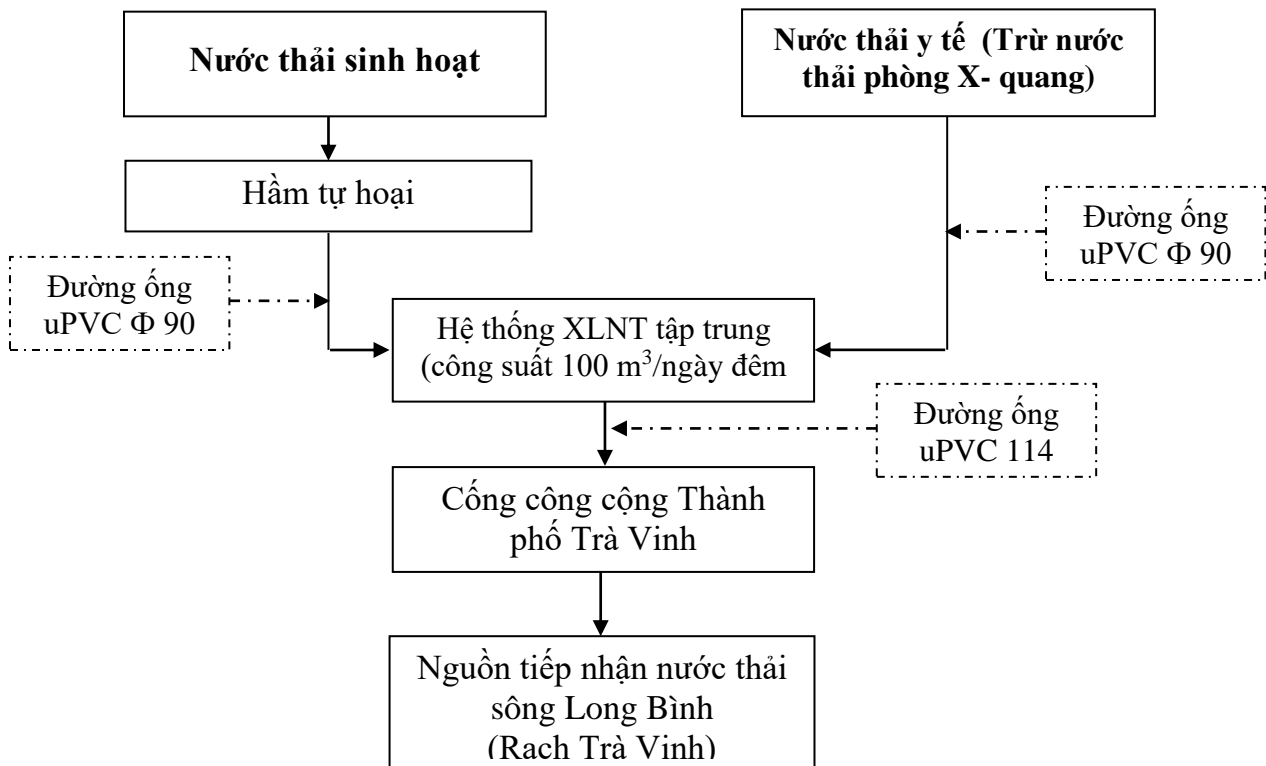 Nước thải sinh hoạt
Nước thải y tế (Trừ nước
thải phòng X- quang)
Hầm tự hoại
Đường ống
uPVC Φ 90
Đường ống
uPVC Φ 90
Hệ thống XLNT tập trung
(công suất 100 m³/ngày đêm
Đường ống
uPVC 114
Cống công cộng Thành
phố Trà Vinh
Nguồn tiếp nhận nước thải
sông Long Bình
(Rach Trà Vinh)